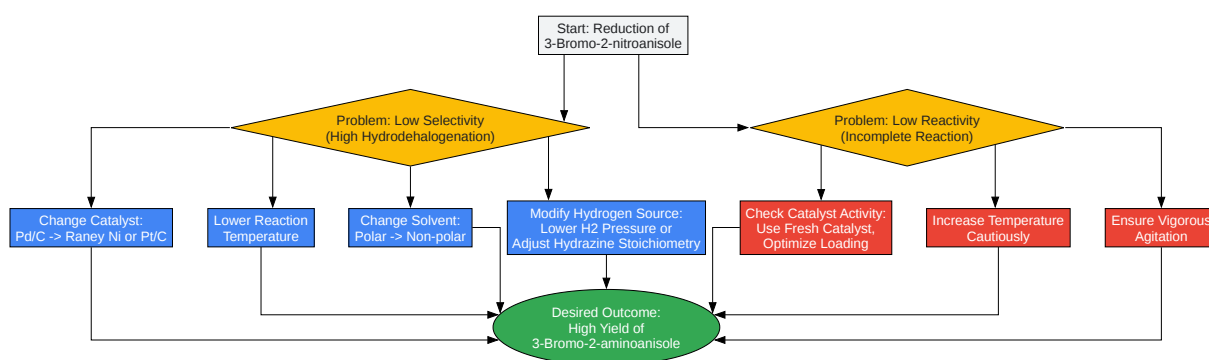 Start: Reduction of
3-Bromo-2-nitroanisole
Problem: Low Selectivity
(High Hydrodehalogenation)
Problem: Low Reactivity
(Incomplete Reaction)
Change Catalyst:
Pd/C -> Raney Ni or Pt/C
Lower Reaction
Temperature
Change Solvent:
Polar -> Non-polar
Modify Hydrogen Source:
Lower H2 Pressure or
Adjust Hydrazine Stoichiometry
Check Catalyst Activity:
Use Fresh Catalyst,
Optimize Loading
Increase Temperature
Cautiously
Ensure Vigorous
Agitation
Desired Outcome:
High Yield of
3-Bromo-2-aminoanisole